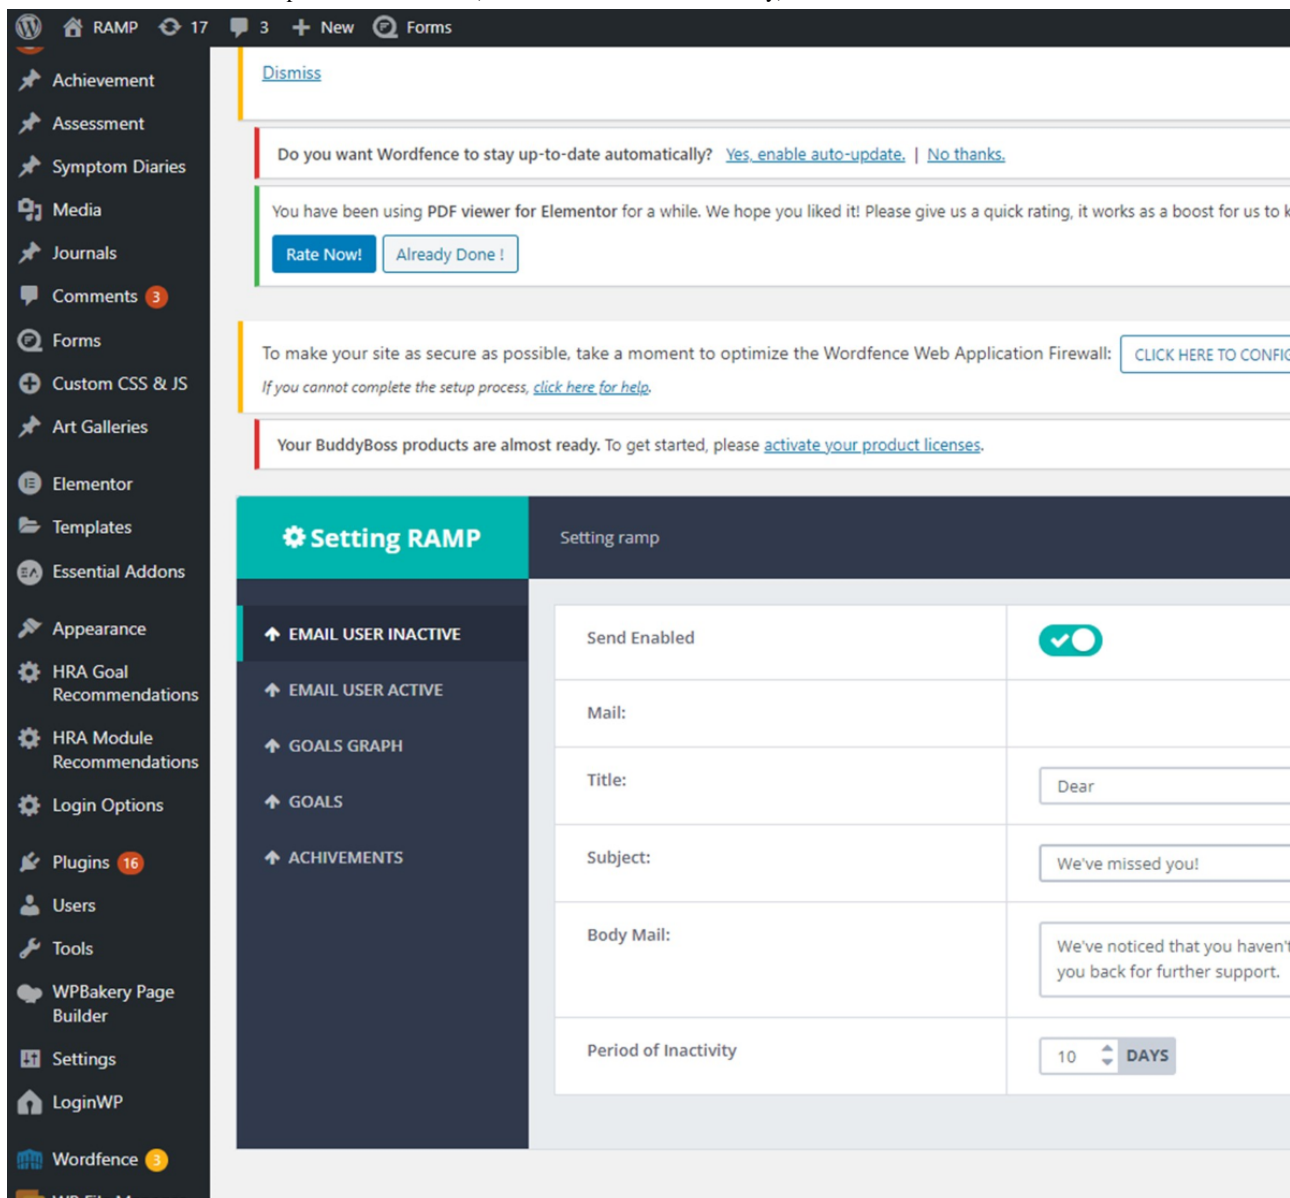 RAMP 17 3 New Forms
Achievement
Assessment
Symptom Diaries
Media
Journals
Comments 3
Forms
Custom CSS & JS
Art Galleries
Elementor
Templates
Essential Addons
Appearance
HRA Goal
Recommendations
HRA Module
Recommendations
Login Options
Plugins 16
Users
Tools
WPBakery Page
Builder
Settings
LoginWP
Wordfence 3
Dismiss
Do you want Wordfence to stay up-to-date automatically? Yes, enable auto-update. | No thanks.
You have been using PDF viewer for Elementor for a while. We hope you liked it! Please give us a quick rating, it works as a boost for us to k
Rate Now! Already Done !
To make your site as secure as possible, take a moment to optimize the Wordfence Web Application Firewall: CLICK HERE TO CONFIG
If you cannot complete the setup process, click here for help.
Your BuddyBoss products are almost ready. To get started, please activate your product licenses.
Setting RAMP
Setting ramp
EMAIL USER INACTIVE
EMAIL USER ACTIVE
GOALS GRAPH
GOALS
ACHIVEMENTS
Send Enabled
Mail:
Title: Dear
Subject: We've missed you!
Body Mail: We've noticed that you haven't
you back for further support.
Period of Inactivity 10 DAYS